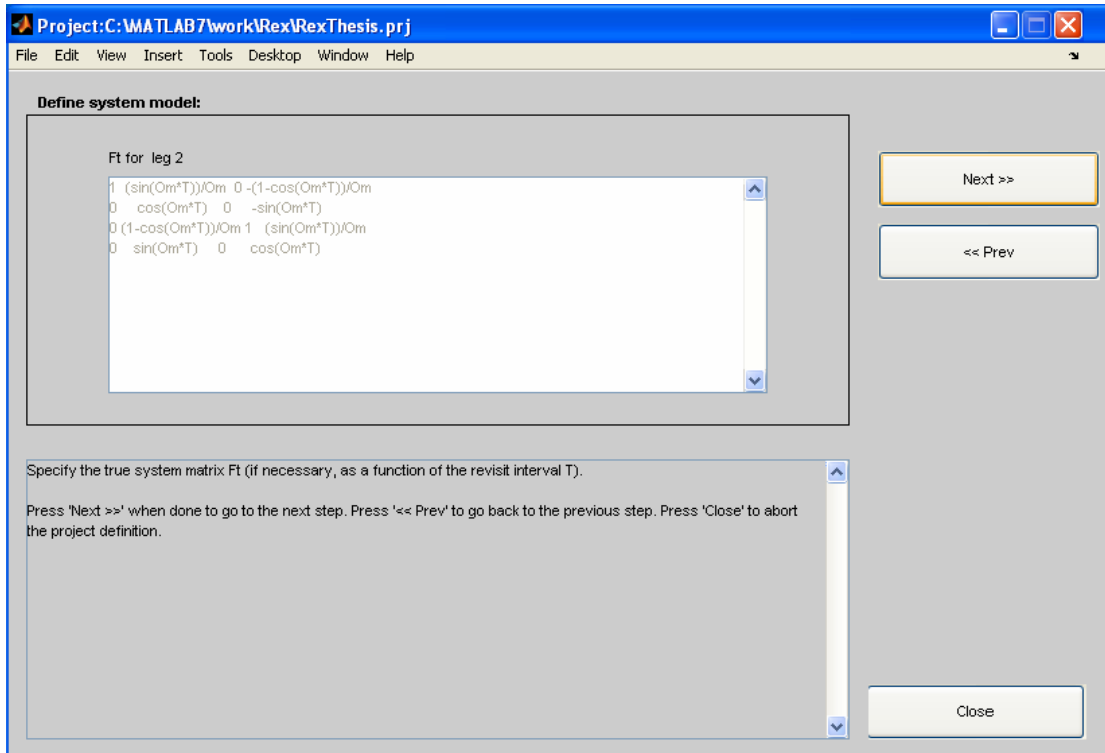 Project:C:\MATLAB7\work\Rex\RexThesis.prj
File Edit View Insert Tools Desktop Window Help
Define system model:
Ft for leg 2
1 (sin(Om*T))/Om 0 -(1-cos(Om*T))/Om
0 cos(Om*T) 0 -sin(Om*T)
0 (1-cos(Om*T))/Om 1 (sin(Om*T))/Om
0 sin(Om*T) 0 cos(Om*T)
Next >>
<< Prev
Specify the true system matrix Ft (if necessary, as a function of the revisit interval T).
Press 'Next >>' when done to go to the next step. Press '<< Prev' to go back to the previous step. Press 'Close' to abort
the project definition.
Close